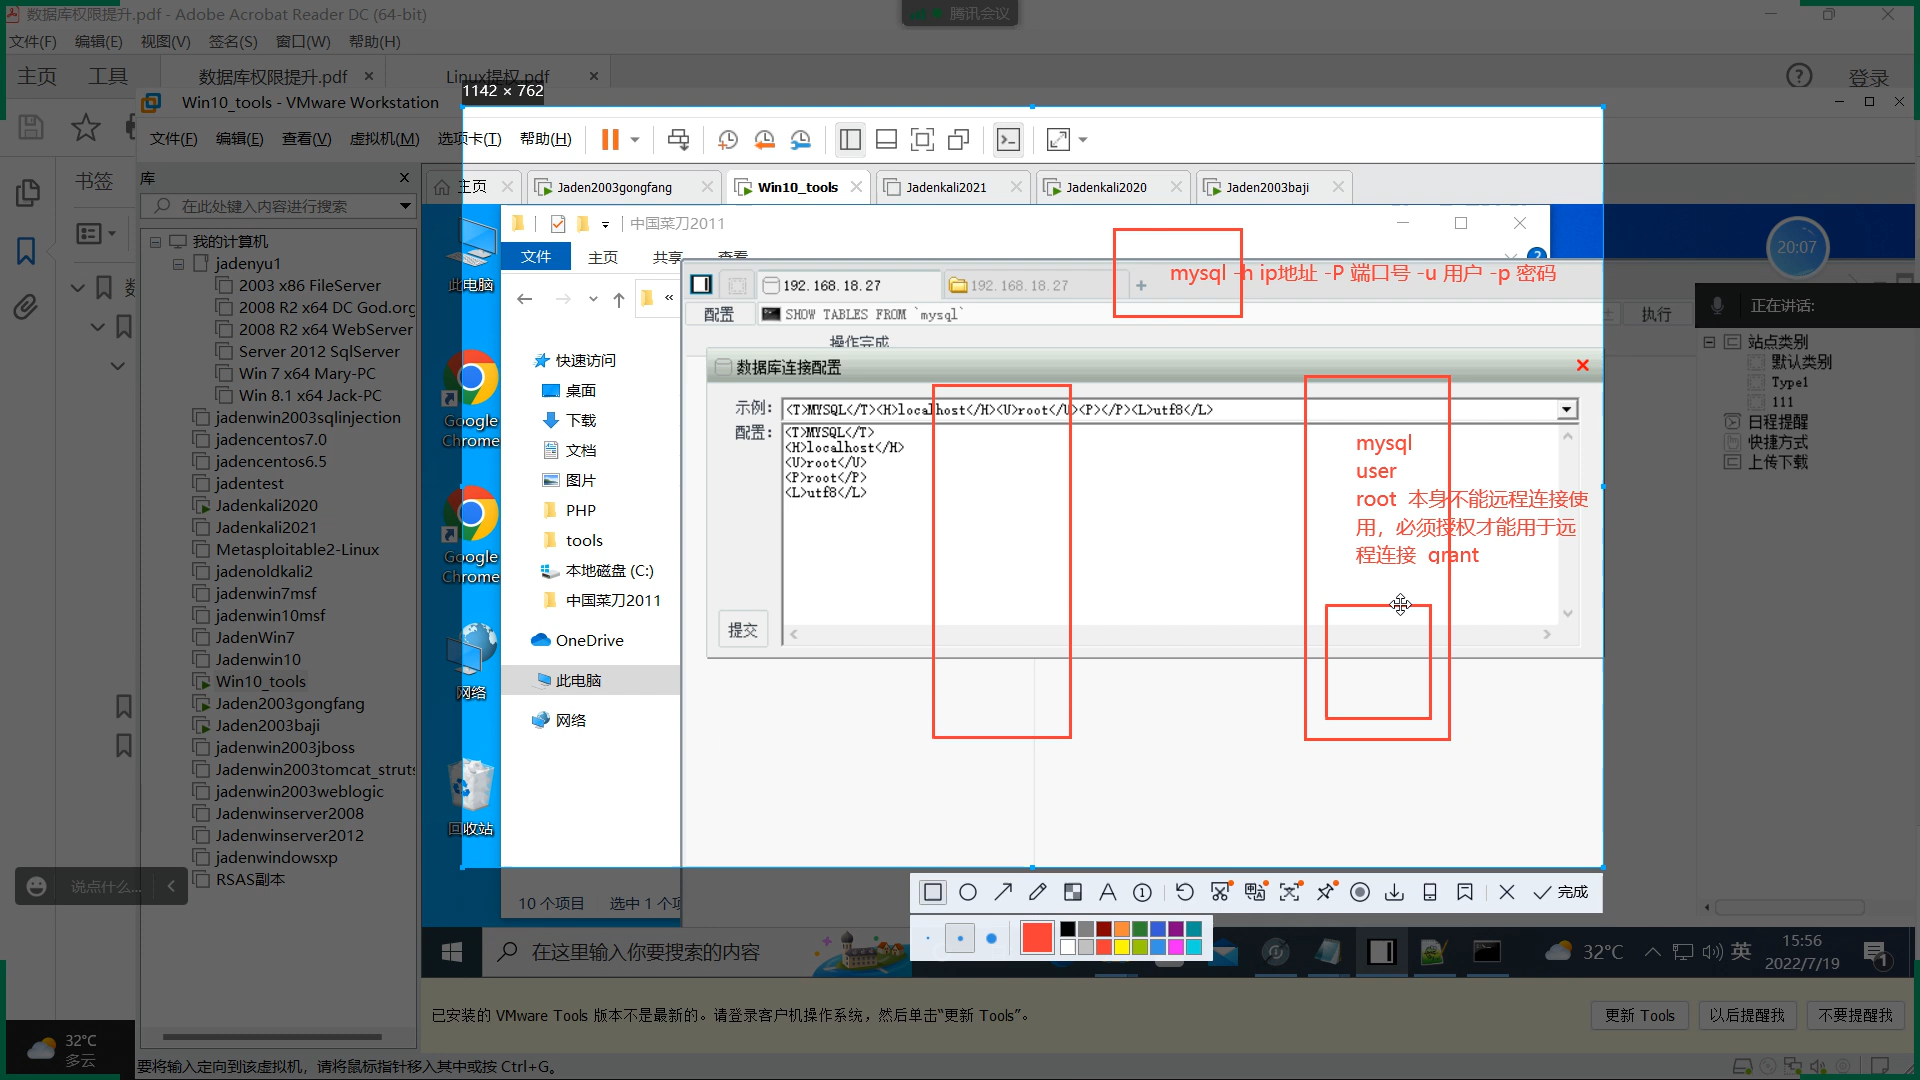 数据库权限提升.pdf - Adobe Acrobat Reader DC (64-bit)
腾讯会议
文件(F) 编辑(E) 视图(V) 签名(S) 窗口(W) 帮助(H)
主页 工具 数据库权限提升.pdf × Linux提权.pdf × 登录
1142 × 762
Win10_tools - VMware Workstation
文件(F) 编辑(E) 查看(V) 虚拟机(M) 选项卡(T) 帮助(H)
书签
库
在此处键入内容进行搜索
我的计算机
jadenyu1
2003 x86 FileServer
2008 R2 x64 DC God.org
2008 R2 x64 WebServer
Server 2012 SqlServer
Win 7 x64 Mary-PC
Win 8.1 x64 Jack-PC
jadenwin2003sqlinjection
jadencentos7.0
jadencentos6.5
jadentest
Jadenkali2020
Jadenkali2021
Metasploitable2-Linux
jadenoldkali2
jadenwin7msf
jadenwin10msf
JadenWin7
Jadenwin10
Win10_tools
Jaden2003gongfang
Jaden2003baji
jadenwin2003jboss
Jadenwin2003tomcat_struts
jadenwin2003weblogic
Jadenwinserver2008
Jadenwinserver2012
jadenwindowsxp
RSAS副本
说点什么...
主页 Jaden2003gongfang Win10_tools Jadenkali2021 Jadenkali2020 Jaden2003baji
此电脑
Google Chrome
Google Chrome
网络
回收站
中国菜刀2011
文件 主页 共享 查看
快速访问
桌面
下载
文档
图片
PHP
tools
本地磁盘 (C:)
中国菜刀2011
OneDrive
此电脑
网络
10 个项目 选中 1 个项
192.168.18.27 192.168.18.27
mysql -h ip地址 -P 端口号 -u 用户 -p 密码
配置 SHOW TABLES FROM `mysql` 执行
操作完成
数据库连接配置
示例: <T>MYSQL</T><H>localhost</H><U>root</U><P></P><L>utf8</L>
配置: <T>MYSQL</T>
<H>localhost</H>
<U>root</U>
<P>root</P>
<L>utf8</L>
提交
mysql
user
root 本身不能远程连接使
用，必须授权才能用于远
程连接 grant
20:07
正在讲话:
站点类别
默认类别
Type1
111
日程提醒
快捷方式
上传下载
完成
在这里输入你要搜索的内容
32°C 英 15:56
2022/7/19
1
已安装的 VMware Tools 版本不是最新的。请登录客户机操作系统，然后单击“更新 Tools”。
更新 Tools 以后提醒我 不要提醒我
32°C
多云
要将输入定向到该虚拟机，请将鼠标指针移入其中或按 Ctrl+G。